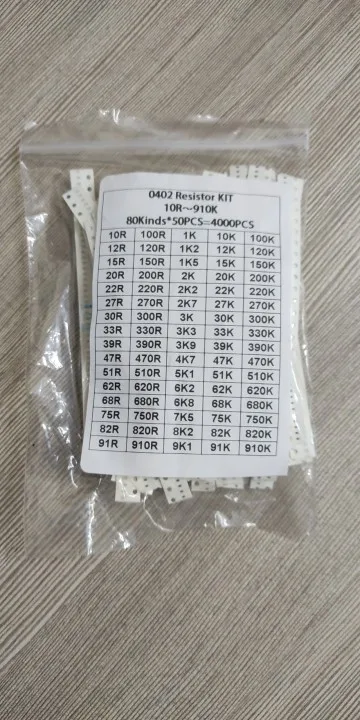 0402 Resistor KIT
10R～910K
80Kinds*50PCS=4000PCS
10R 100R 1K 10K 100K
12R 120R 1K2 12K 120K
15R 150R 1K5 15K 150K
20R 200R 2K 20K 200K
22R 220R 2K2 22K 220K
27R 270R 2K7 27K 270K
30R 300R 3K 30K 300K
33R 330R 3K3 33K 330K
39R 390R 3K9 39K 390K
47R 470R 4K7 47K 470K
51R 510R 5K1 51K 510K
62R 620R 6K2 62K 620K
68R 680R 6K8 68K 680K
75R 750R 7K5 75K 750K
82R 820R 8K2 82K 820K
91R 910R 9K1 91K 910K